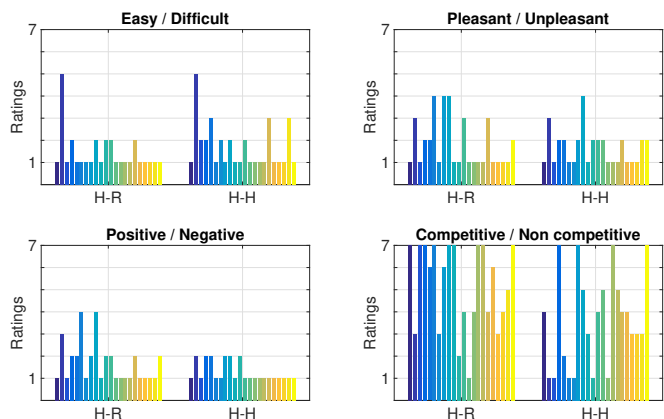 Easy / Difficult
7
Ratings
1
H-R
H-H
Pleasant / Unpleasant
7
Ratings
1
H-R
H-H
Positive / Negative
7
Ratings
1
H-R
H-H
Competitive / Non competitive
7
Ratings
1
H-R
H-H